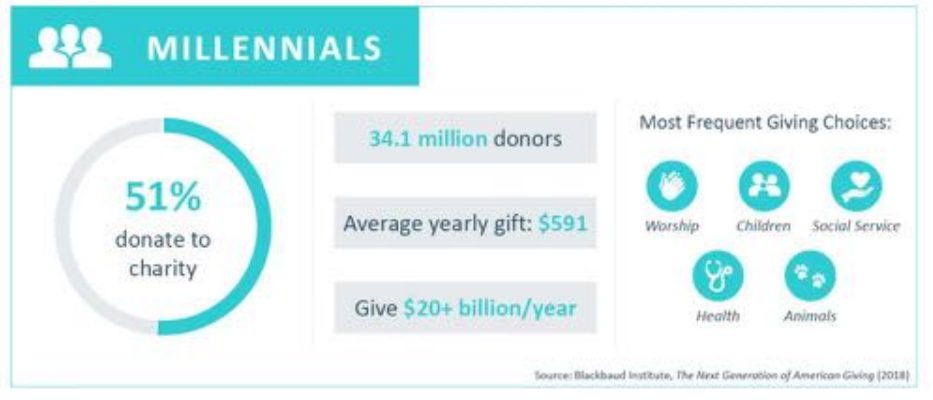 MILLENNIALS
51%
donate to
charity
34.1 million donors
Average yearly gift: $591
Give $20+ billion/year
Most Frequent Giving Choices:
Worship
Children
Social Service
Health
Animals
Source: Blackbaud Institute, The Next Generation of American Giving (2018)